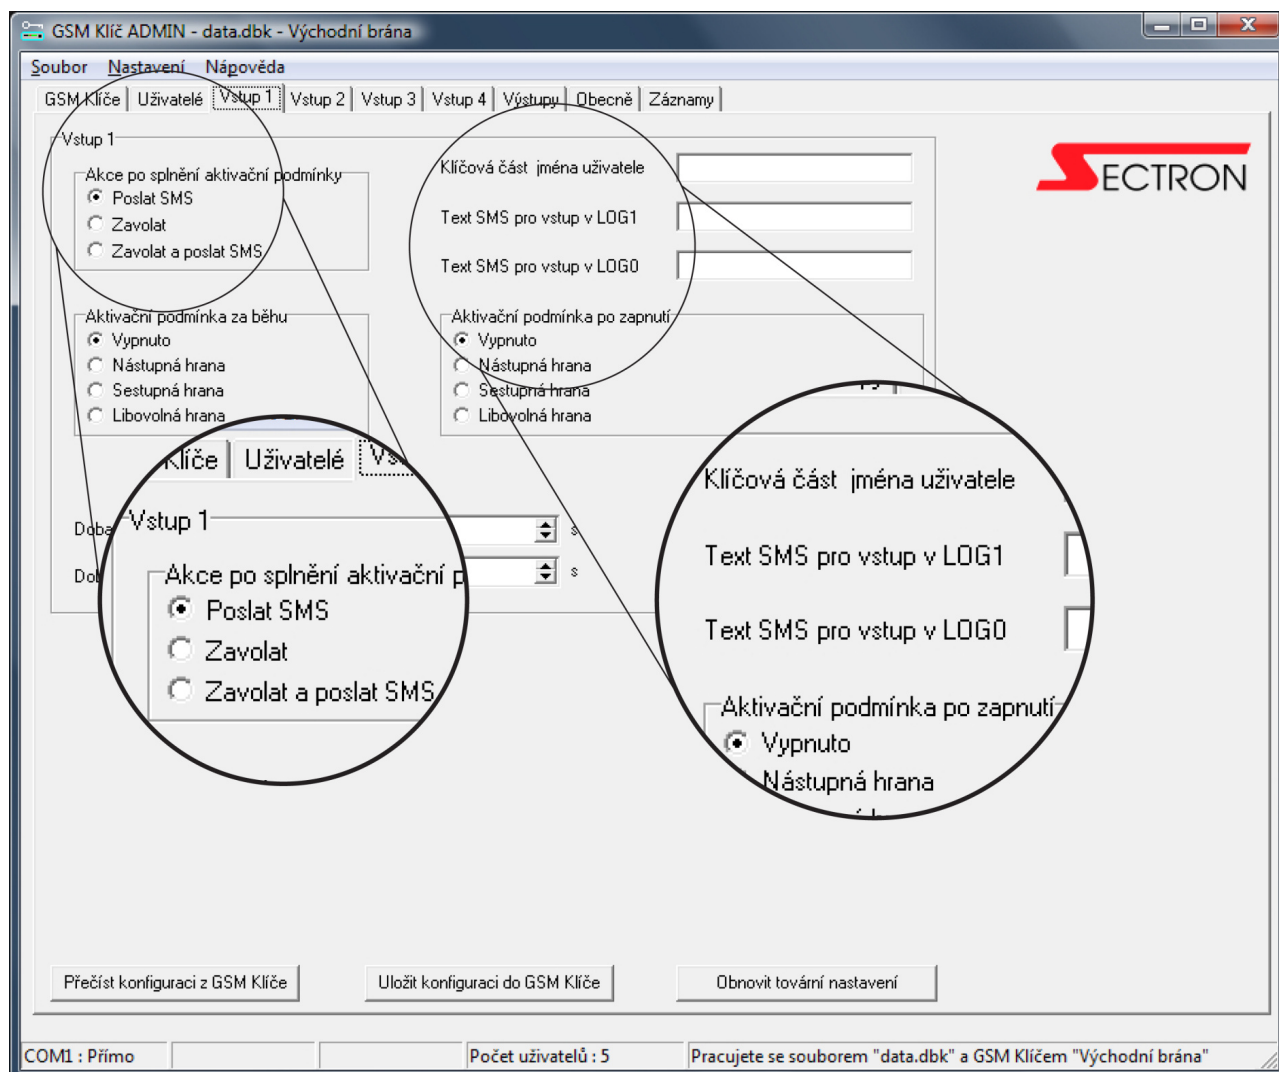 GSM Klíč ADMIN - data.dbk - Východní brána
Soubor Nastavení Nápověda
GSM Klíče Uživatelé Vstup 1 Vstup 2 Vstup 3 Vstup 4 Výstupy Obecně Záznamy
Vstup 1
Akce po splnění aktivační podmínky
Poslat SMS
Zavolat
Zavolat a poslat SMS
Klíčová část jména uživatele
Text SMS pro vstup v LOG1
Text SMS pro vstup v LOG0
SECTRON
Aktivační podmínka za běhu
Vypnuto
Nástupná hrana
Sestupná hrana
Libovolná hrana
Aktivační podmínka po zapnutí
Vypnuto
Nástupná hrana
Sestupná hrana
Libovolná hrana
Doba
s
s
Klíče Uživatelé
Vstup 1
Akce po splnění aktivační p
Poslat SMS
Zavolat
Zavolat a poslat SMS
Klíčová část jména uživatele
Text SMS pro vstup v LOG1
Text SMS pro vstup v LOG0
Aktivační podmínka po zapnutí
Vypnuto
Nástupná hrana
Přečíst konfiguraci z GSM Klíče Uložit konfiguraci do GSM Klíče Obnovit tovární nastavení
COM1 : Přímo Počet uživatelů : 5 Pracujete se souborem "data.dbk" a GSM Klíčem "Východní brána"